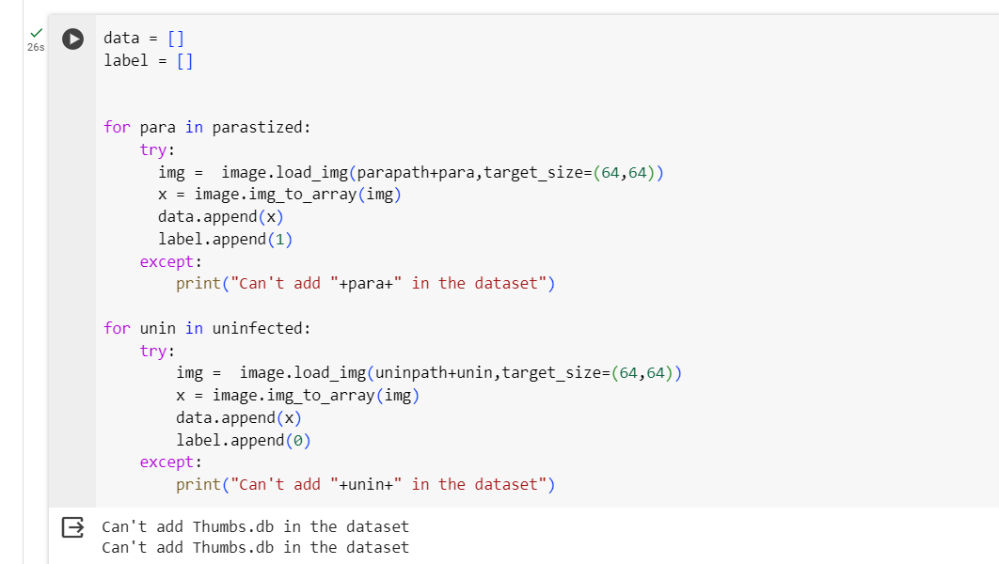 26s
data = []
label = []
for para in parastized:
    try:
      img =  image.load_img(parapath+para,target_size=(64,64))
      x = image.img_to_array(img)
      data.append(x)
      label.append(1)
    except:
        print("Can't add "+para+" in the dataset")
for unin in uninfected:
    try:
        img =  image.load_img(uninpath+unin,target_size=(64,64))
        x = image.img_to_array(img)
        data.append(x)
        label.append(0)
    except:
        print("Can't add "+unin+" in the dataset")
Can't add Thumbs.db in the dataset
Can't add Thumbs.db in the dataset